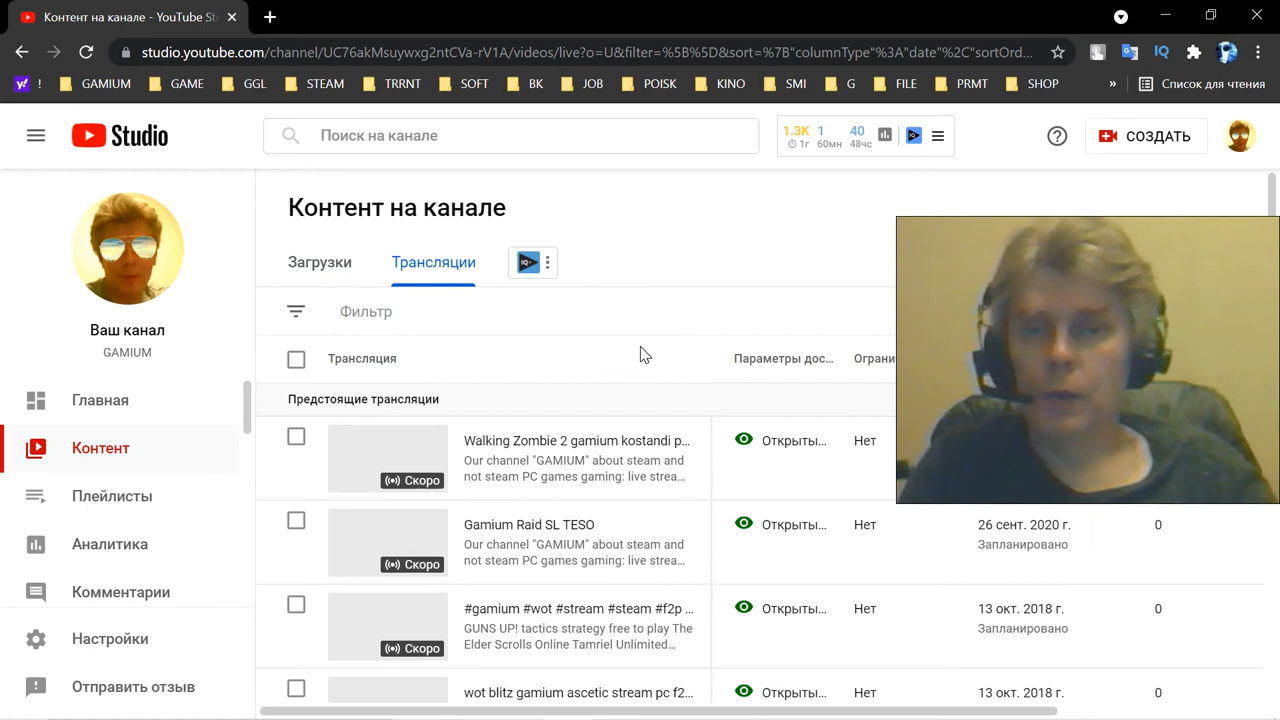 Контент на канале - YouTube St
studio.youtube.com/channel/UC76akMsuywxq2ntCVa-rV1A/videos/live?o=U&filter=%5B%5D&sort=%7B"columnType"%3A"date"%2C"sortOrd...
y! ! GAMIUM GAME GGL STEAM TRRNT SOFT BK JOB POISK KINO SMI G FILE PRMT SHOP » Список для чтения
Studio
Поиск на канале
1.3K 1 40
1г 60мн 48чс
СОЗДАТЬ
Контент на канале
Загрузки Трансляции IQ
Фильтр
Ваш канал
GAMIUM
Трансляция Параметры дос... Ограни
Предстоящие трансляции
Главная
Контент
Плейлисты
Аналитика
Комментарии
Настройки
Отправить отзыв
Walking Zombie 2 gamium kostandi p... Открыты... Нет
Our channel "GAMIUM" about steam and
not steam PC games gaming: live strea...
Скоро
Gamium Raid SL TESO Открыты... Нет 26 сент. 2020 г. 0
Our channel "GAMIUM" about steam and Запланировано
not steam PC games gaming: live strea...
Скоро
#gamium #wot #stream #steam #f2p ... Открыты... Нет 13 окт. 2018 г. 0
GUNS UP! tactics strategy free to play The Запланировано
Elder Scrolls Online Tamriel Unlimited...
Скоро
wot blitz gamium ascetic stream pc f2... Открыты... Нет 13 окт. 2018 г. 0